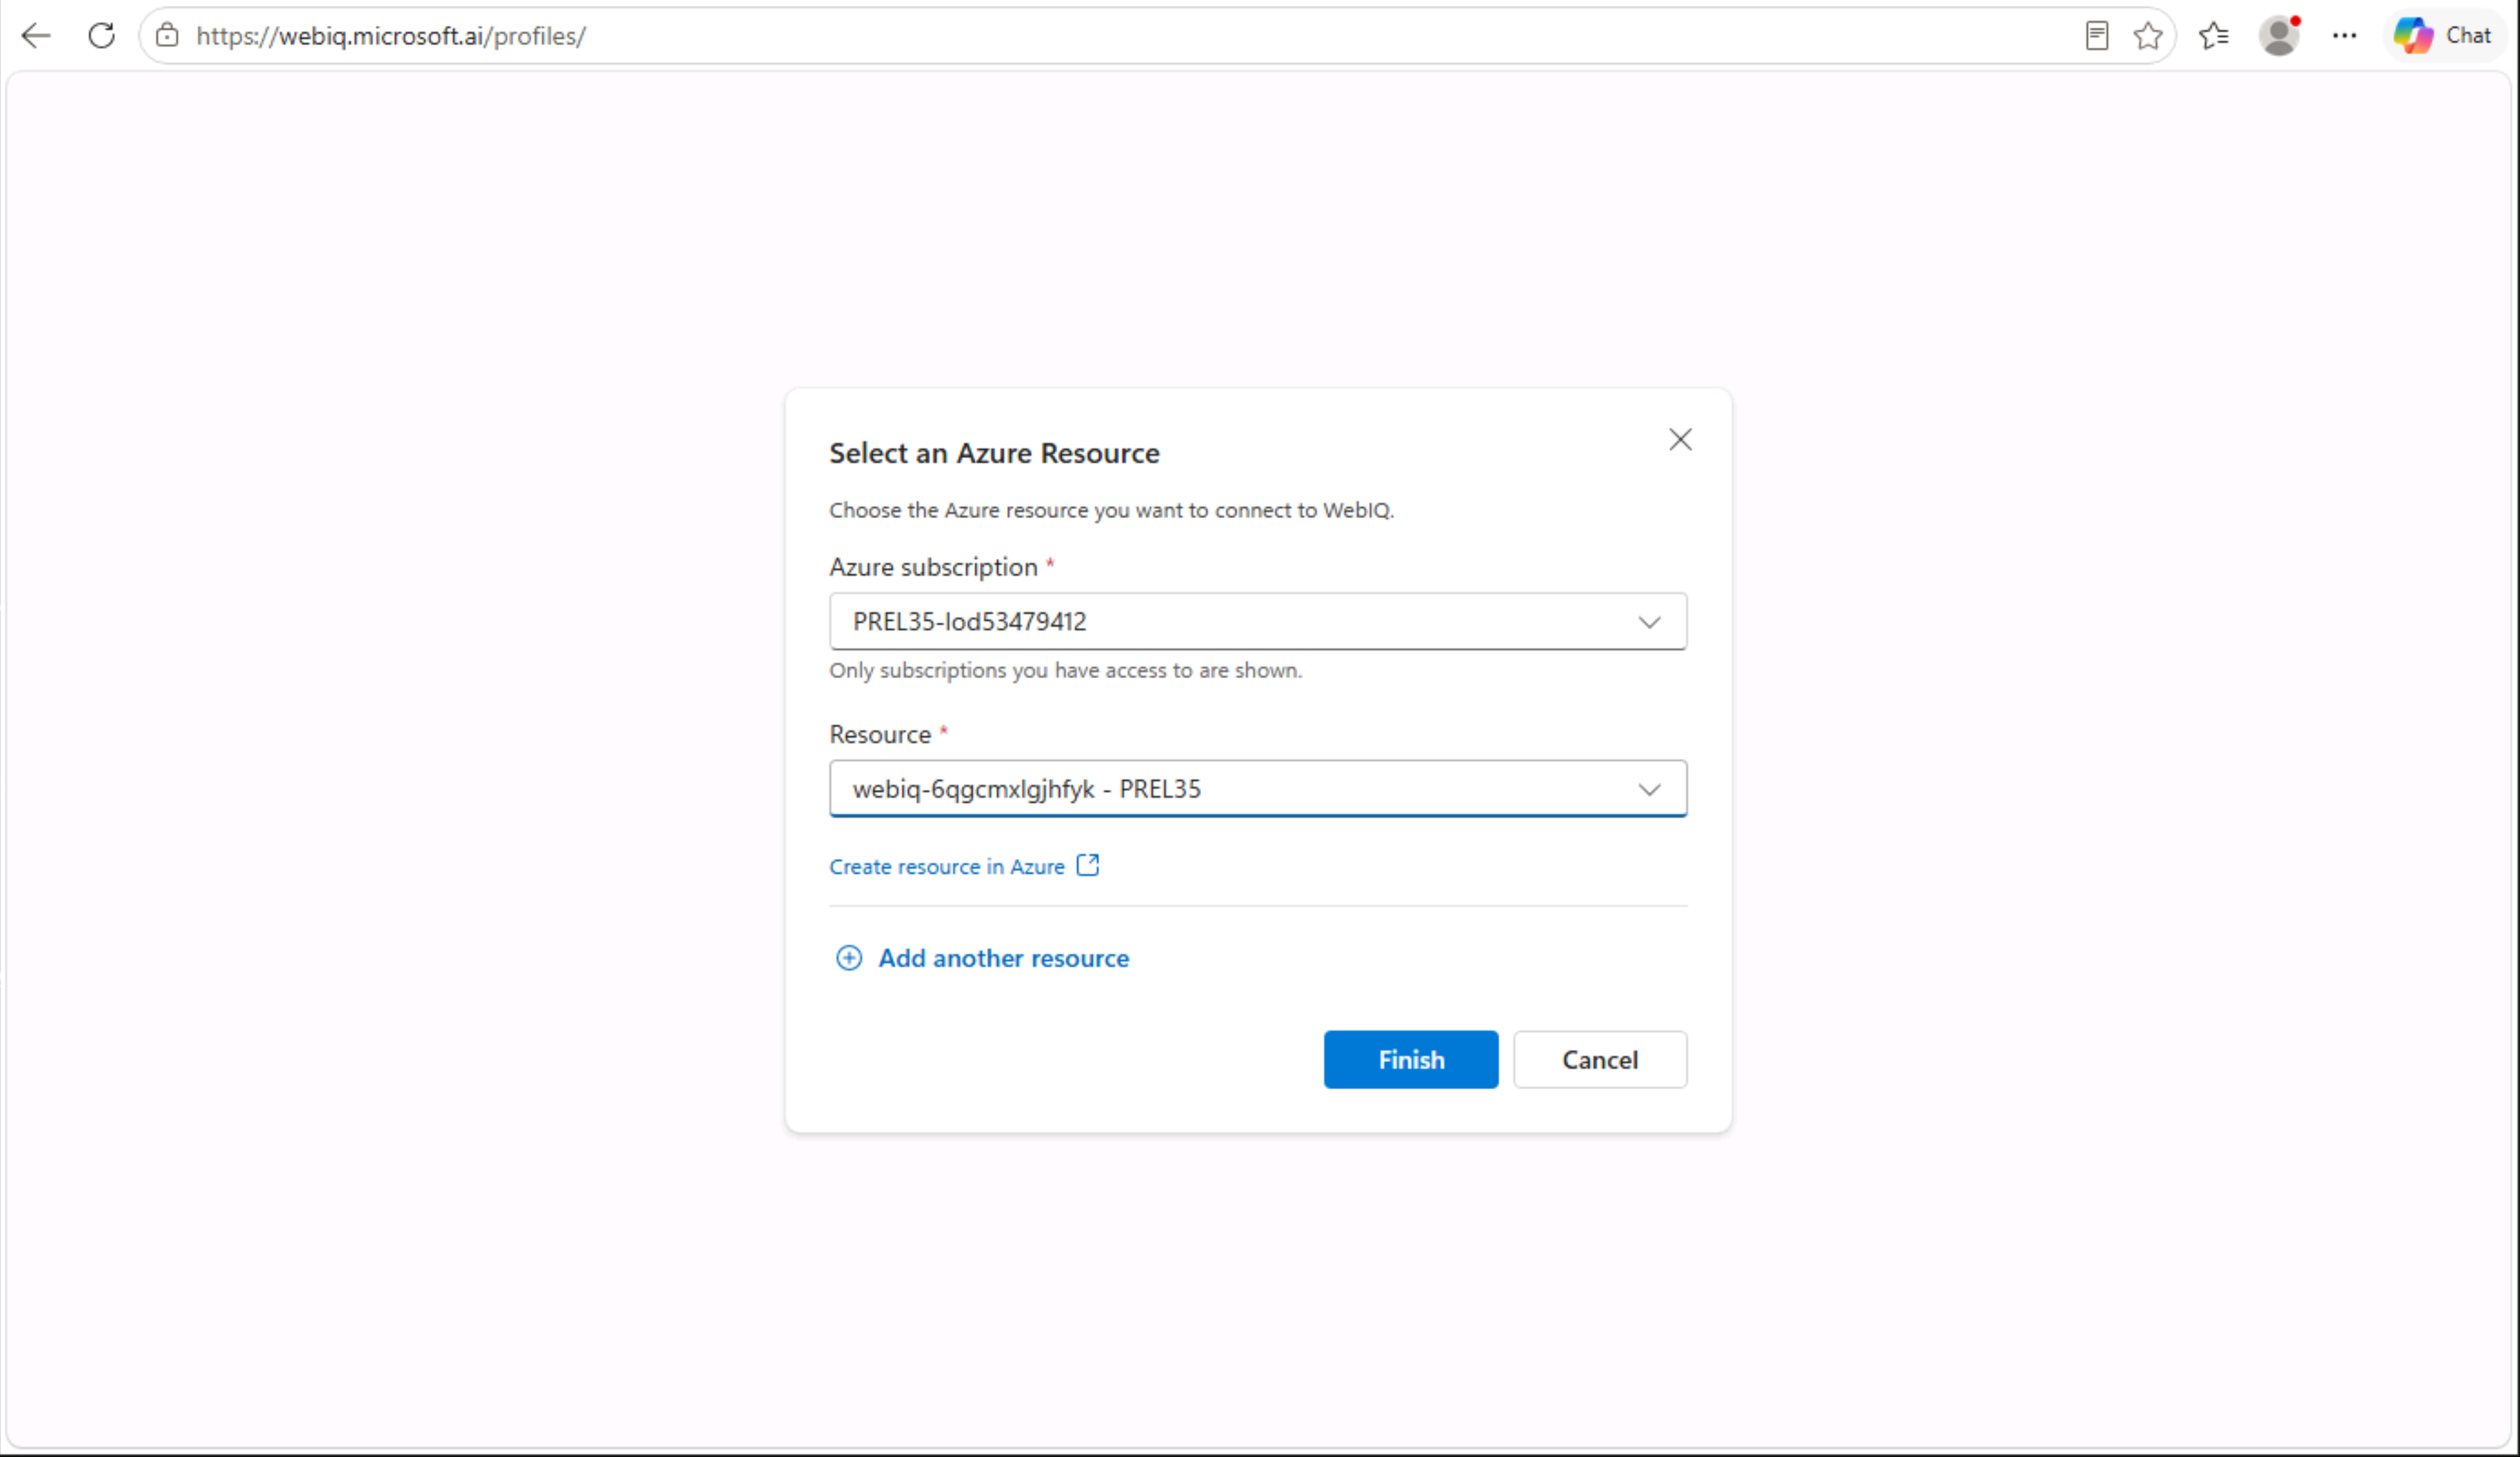 https://webiq.microsoft.ai/profiles/
Chat
Select an Azure Resource
Choose the Azure resource you want to connect to WebIQ.
Azure subscription *
PREL35-lod53479412
Only subscriptions you have access to are shown.
Resource *
webiq-6qgcmxlgjhfyk - PREL35
Create resource in Azure
Add another resource
Finish
Cancel